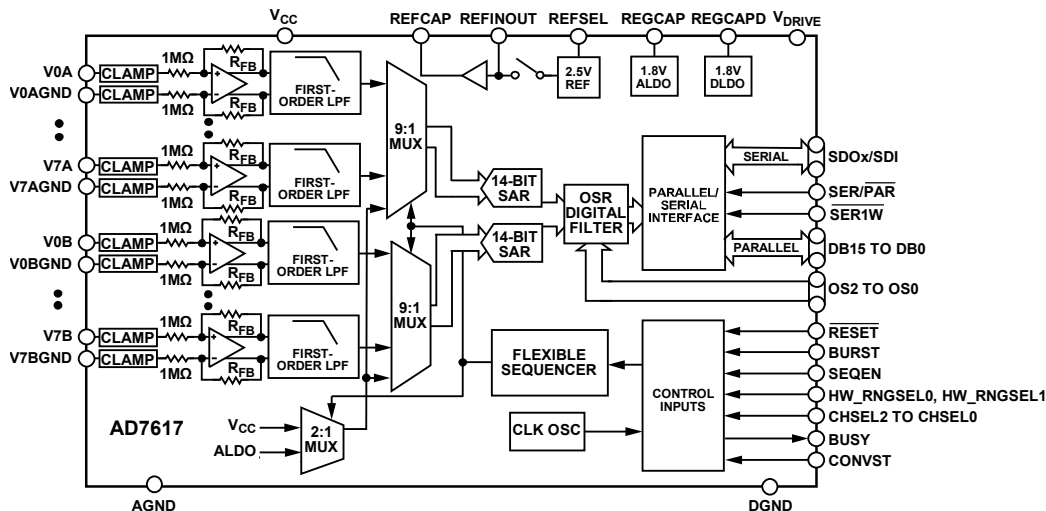 VCC
REFCAP
REFINOUT
REFSEL
REGCAP
REGCAPD
VDRIVE
V0A
CLAMP
1MΩ
RFB
V0AGND
CLAMP
1MΩ
RFB
FIRST-
ORDER LPF
9:1
MUX
2.5V
REF
1.8V
ALDO
1.8V
DLDO
V7A
CLAMP
1MΩ
RFB
V7AGND
CLAMP
1MΩ
RFB
FIRST-
ORDER LPF
14-BIT
SAR
OSR
DIGITAL
FILTER
PARALLEL/
SERIAL
INTERFACE
SERIAL
SDOx/SDI
SER/PAR
SER1W
PARALLEL
DB15 TO DB0
OS2 TO OS0
V0B
CLAMP
1MΩ
RFB
V0BGND
CLAMP
1MΩ
RFB
FIRST-
ORDER LPF
14-BIT
SAR
9:1
MUX
V7B
CLAMP
1MΩ
RFB
V7BGND
CLAMP
1MΩ
RFB
FIRST-
ORDER LPF
FLEXIBLE
SEQUENCER
CONTROL
INPUTS
RESET
BURST
SEQEN
HW_RNGSEL0, HW_RNGSEL1
CHSEL2 TO CHSEL0
BUSY
CONVST
CLK OSC
AD7617
VCC
ALDO
2:1
MUX
AGND
DGND